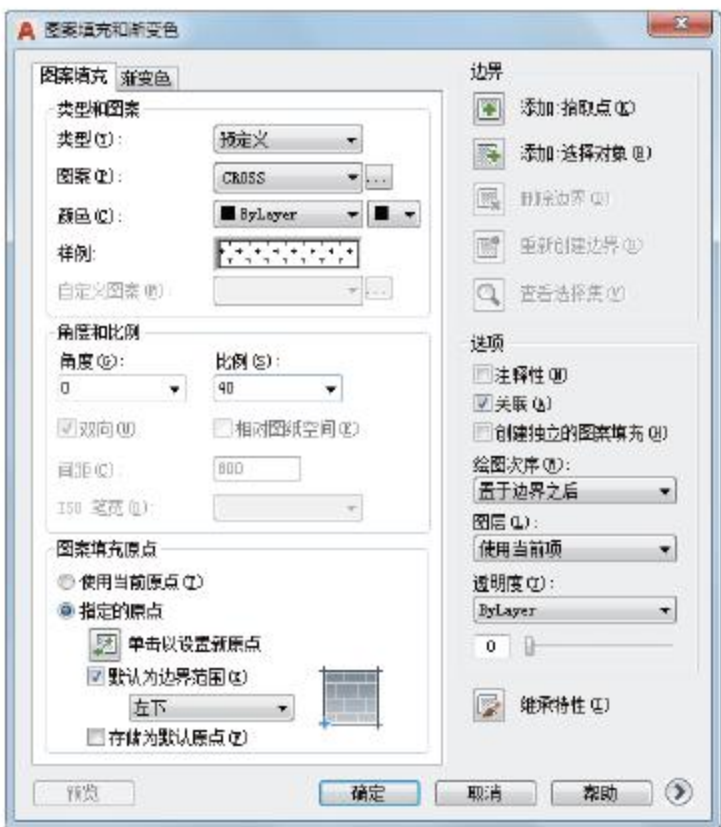 图案填充和渐变色
图案填充 渐变色
类型和图案
类型(Y): 预定义
图案(P): CROSS ...
颜色(C): ByLayer
样例:
自定义图案(M): ...
角度和比例
角度(G): 比例(S):
0 40
双向(U) 相对图纸空间(E)
间距(C): 600
ISO 笔宽(O):
图案填充原点
使用当前原点(T)
指定的原点
单击以设置新原点
默认为边界范围(X)
左下
存储为默认原点(F)
预览
边界
添加:拾取点(K)
添加:选择对象(B)
删除边界(D)
重新创建边界(R)
查看选择集(V)
选项
注释性(N)
关联(A)
创建独立的图案填充(H)
绘图次序(W):
置于边界之后
图层(L):
使用当前项
透明度(T):
ByLayer
0
继承特性(I)
确定 取消 帮助